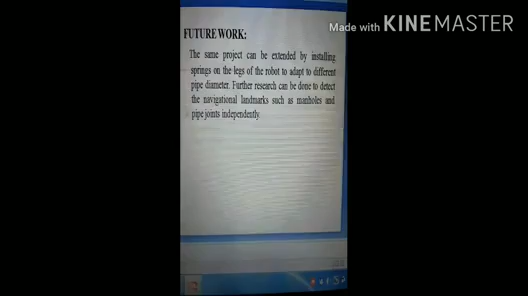 Made with KINEMASTER
FUTURE WORK:
The same project can be extended by installing
springs on the legs of the robot to adapt to different
pipe diameter. Further research can be done to detect
the navigational landmarks such as manholes and
pipe joints independently.